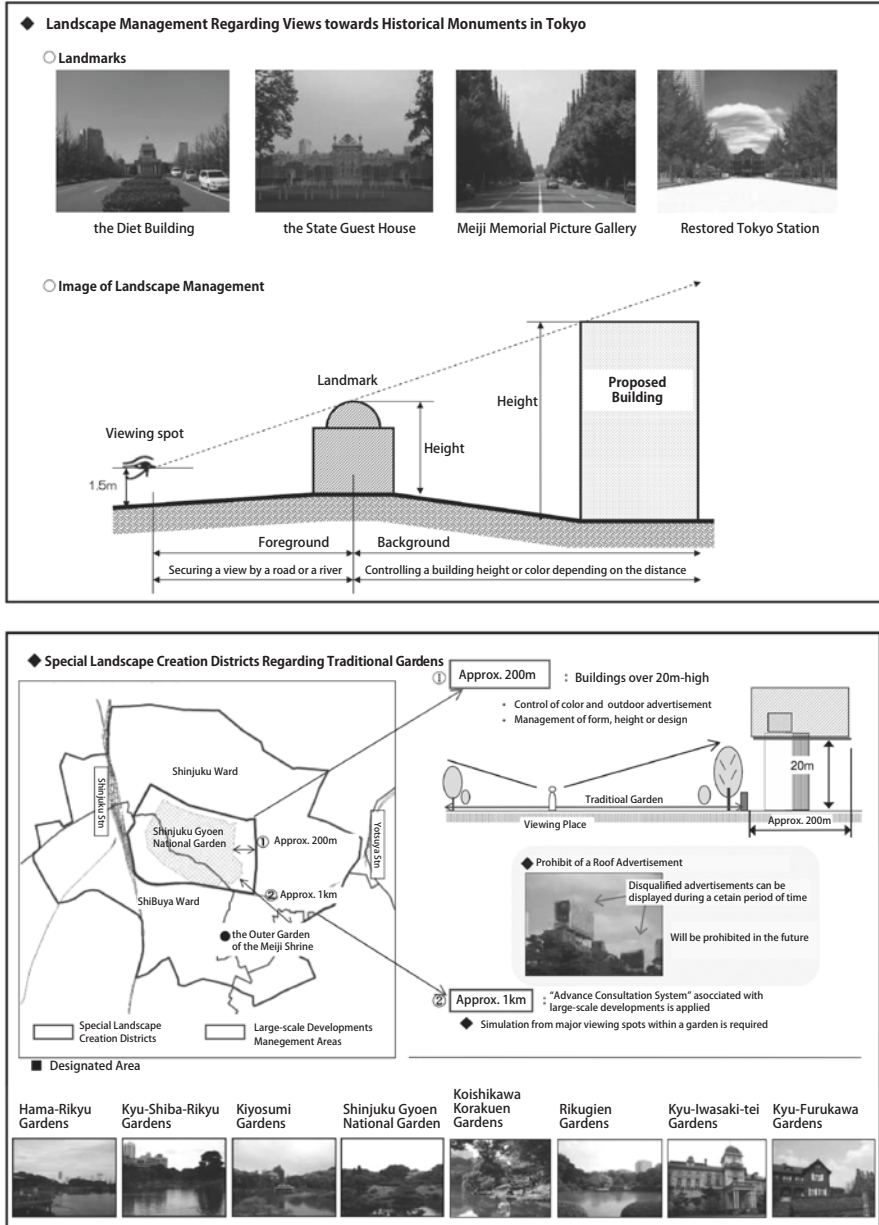 ◆ Landscape Management Regarding Views towards Historical Monuments in Tokyo
○ Landmarks
the Diet Building
the State Guest House
Meiji Memorial Picture Gallery
Restored Tokyo Station
○ Image of Landscape Management
Landmark
Viewing spot
1.5m
Height
Height
Proposed
Building
Foreground
Background
Securing a view by a road or a river
Controlling a building height or color depending on the distance
◆ Special Landscape Creation Districts Regarding Traditional Gardens
Shinjuku Ward
Shinjuku Stn
Shinjuku Gyoen
National Garden
① Approx. 200m
Yotsuya Stn
② Approx. 1km
ShiBuya Ward
the Outer Garden
of the Meiji Shrine
Special Landscape
Creation Districts
Large-scale Developments
Manegement Areas
① Approx. 200m : Buildings over 20m-high
• Control of color and outdoor advertisement
• Management of form, height or design
20m
Traditioal Garden
Viewing Place
Approx. 200m
◆ Prohibit of a Roof Advertisement
Disqualified advertisements can be
displayed during a cetain period of time
Will be prohibited in the future
② Approx. 1km : "Advance Consultation System" asocciated with
large-scale developments is applied
◆ Simulation from major viewing spots within a garden is required
■ Designated Area
Hama-Rikyu
Gardens
Kyu-Shiba-Rikyu
Gardens
Kiyosumi
Gardens
Shinjuku Gyoen
National Garden
Koishikawa
Korakuen
Gardens
Rikugien
Gardens
Kyu-Iwasaki-tei
Gardens
Kyu-Furukawa
Gardens